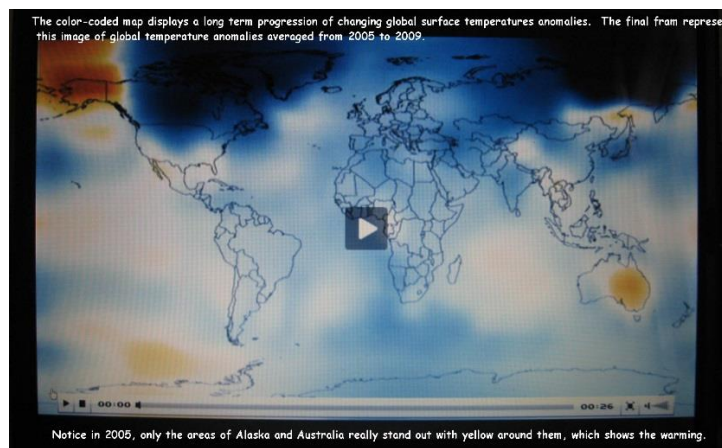 The color-coded map displays a long term progression of changing global surface temperatures anomalies. The final fram represe
this image of global temperature anomalies averaged from 2005 to 2009.
00:00
00:26
Notice in 2005, only the areas of Alaska and Australia really stand out with yellow around them, which shows the warming.